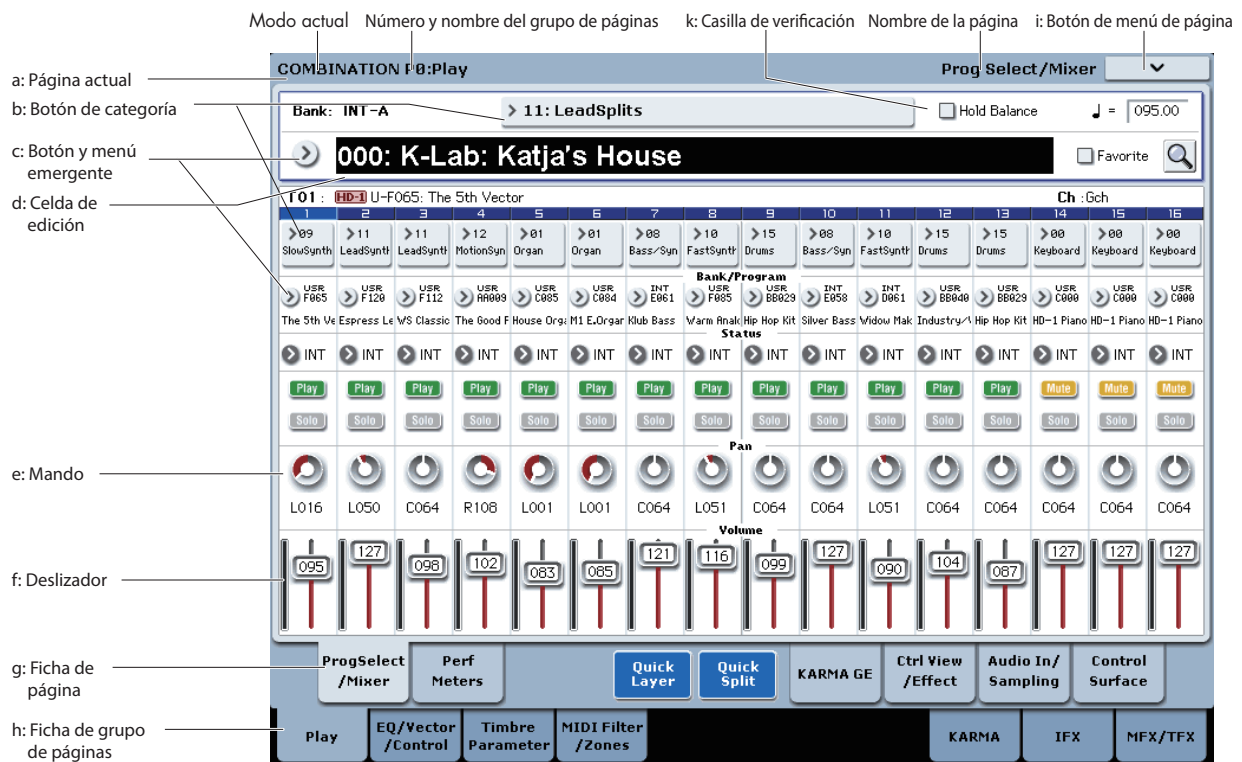 Modo actual Número y nombre del grupo de páginas k: Casilla de verificación Nombre de la página i: Botón de menú de página
COMBINATION P0:Play Prog Select/Mixer
a: Página actual
b: Botón de categoría
Bank: INT-A > 11: LeadSplits Hold Balance ♩ = 095.00
c: Botón y menú
emergente
000: K-Lab: Katja's House Favorite
d: Celda de
edición
T01 : HD-1 U-F065: The 5th Vector Ch :Gch
1 2 3 4 5 6 7 8 9 10 11 12 13 14 15 16
>09 >11 >11 >12 >01 >01 >08 >10 >15 >08 >10 >15 >15 >00 >00 >00
SlowSynth LeadSynth LeadSynth MotionSyn Organ Organ Bass/Syn FastSynth Drums Bass/Syn FastSynth Drums Drums Keyboard Keyboard Keyboard
Bank/Program
USR USR USR USR USR USR INT USR USR INT INT USR USR USR USR USR
F065 F120 F112 AA009 C085 C084 E061 F085 BB029 E058 D061 BB040 BB029 C000 C000 C000
The 5th Ve Espress Le WS Classic The Good F House Orga M1 E.Organ Klub Bass Warm Analo Hip Hop Kit Silver Bass Widow Mak Industry/ Hip Hop Kit HD-1 Piano HD-1 Piano HD-1 Piano
Status
INT INT INT INT INT INT INT INT INT INT INT INT INT INT INT INT
Play Play Play Play Play Play Play Play Play Play Play Play Play Mute Mute Mute
Solo Solo Solo Solo Solo Solo Solo Solo Solo Solo Solo Solo Solo Solo Solo Solo
Pan
e: Mando
L016 L050 C064 R108 L001 L001 C064 L051 C064 C064 L051 C064 C064 C064 C064 C064
Volume
095 127 098 102 083 085 121 116 099 127 090 104 087 127 127 127
f: Deslizador
g: Ficha de
página
ProgSelect
/Mixer
Perf
Meters
Quick
Layer
Quick
Split
KARMA GE
Ctrl View
/Effect
Audio In/
Sampling
Control
Surface
h: Ficha de grupo
de páginas
Play
EQ/Vector
/Control
Timbre
Parameter
MIDI Filter
/Zones
KARMA
IFX
MFX/TFX